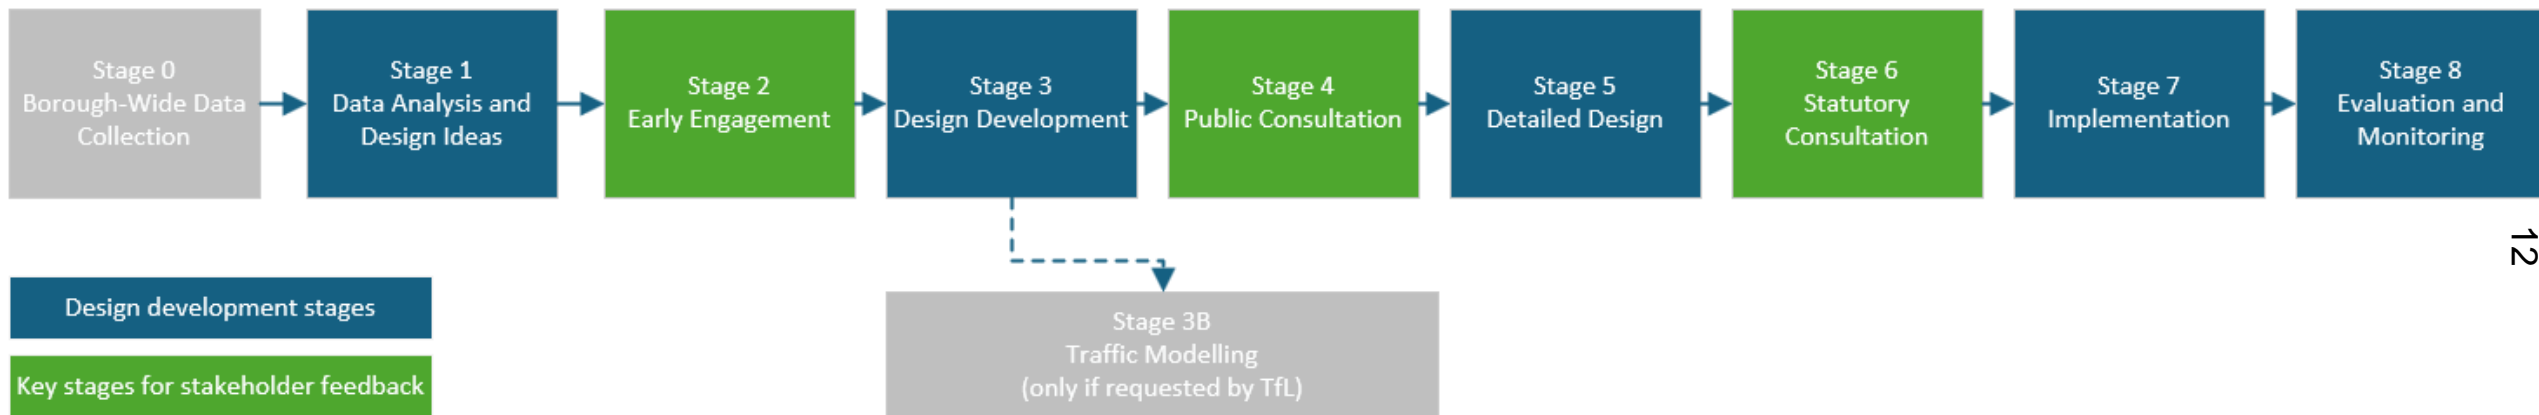 Stage 0
Borough-Wide Data
Collection
Stage 1
Data Analysis and
Design Ideas
Stage 2
Early Engagement
Stage 3
Design Development
Stage 4
Public Consultation
Stage 5
Detailed Design
Stage 6
Statutory
Consultation
Stage 7
Implementation
Stage 8
Evaluation and
Monitoring
12
Design development stages
Stage 3B
Traffic Modelling
(only if requested by TfL)
Key stages for stakeholder feedback